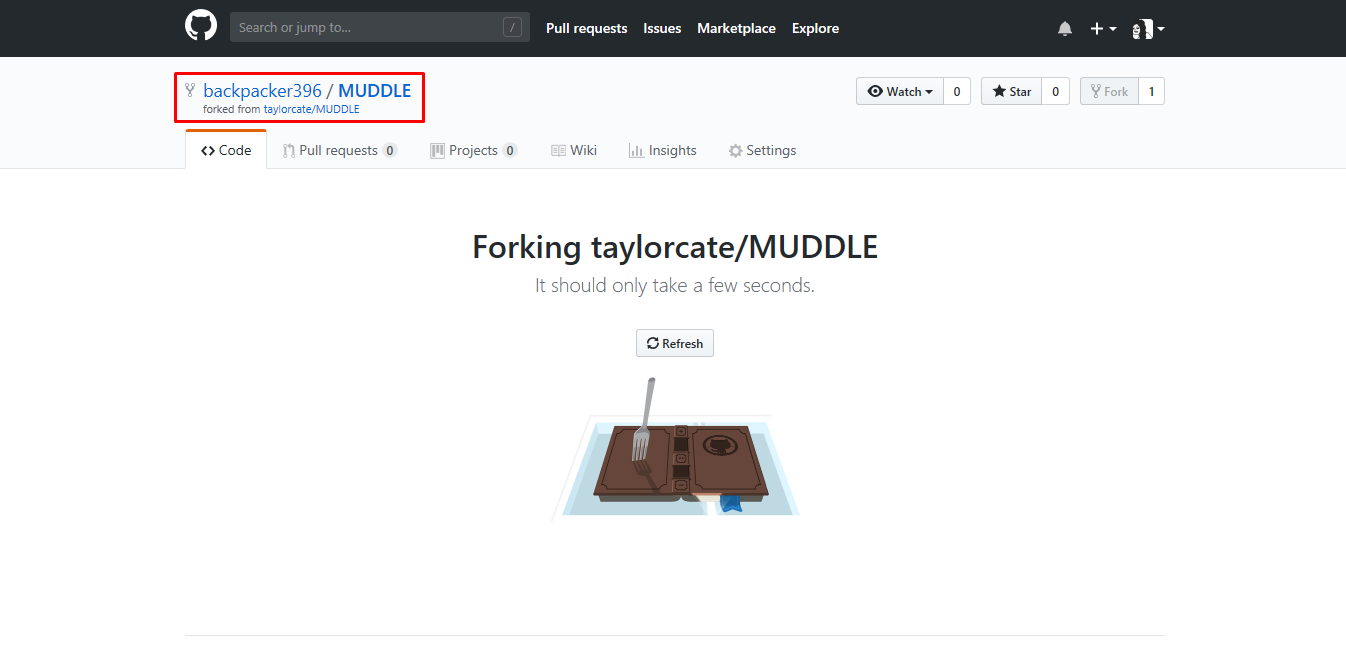 Search or jump to... /
Pull requests Issues Marketplace Explore
backpacker396 / MUDDLE
forked from taylorcate/MUDDLE
Watch 0 Star 0 Fork 1
Code Pull requests 0 Projects 0 Wiki Insights Settings
Forking taylorcate/MUDDLE
It should only take a few seconds.
Refresh